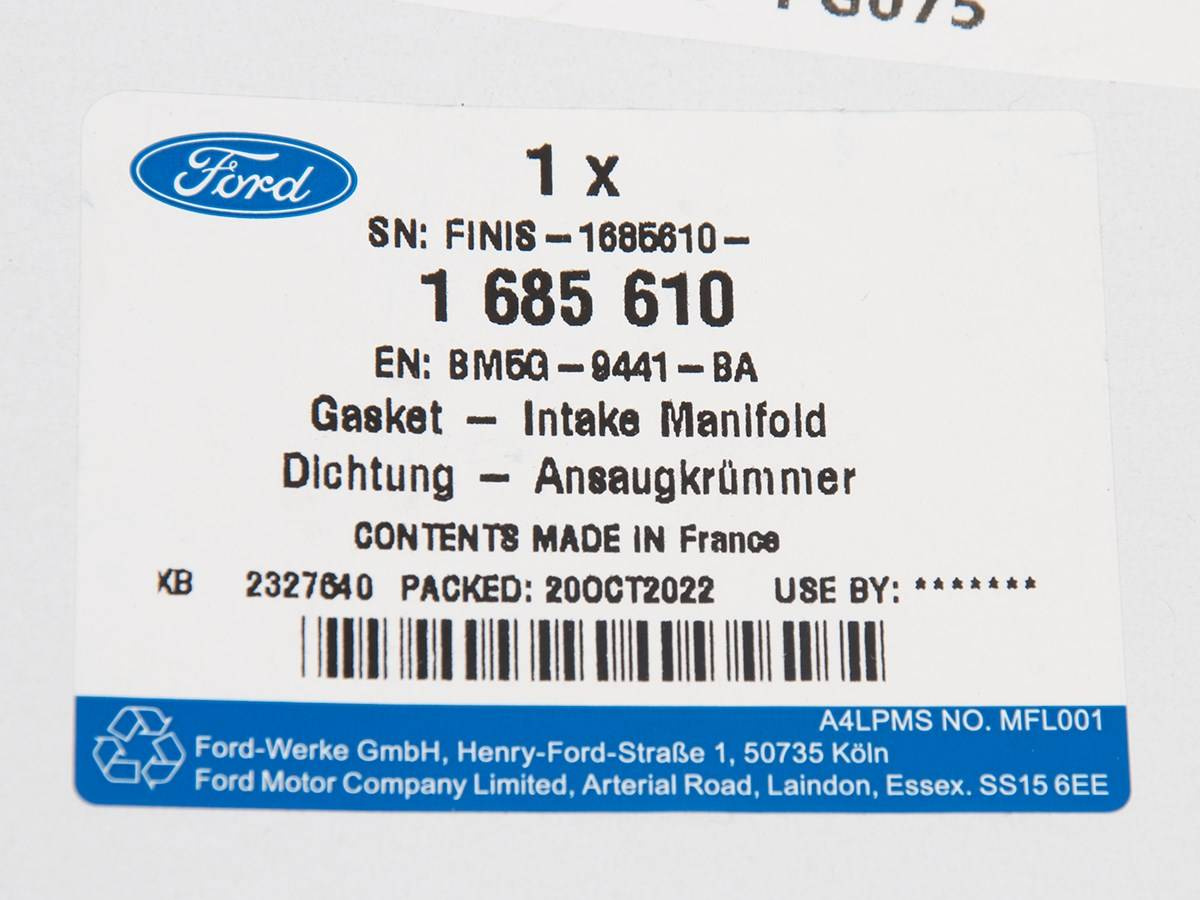 Ford
1 x
SN: FINIS-1685610-
1 685 610
EN: BM5G-9441-BA
Gasket - Intake Manifold
Dichtung - Ansaugkrümmer
CONTENTS MADE IN France
KB 2327640 PACKED: 20OCT2022 USE BY: *******
A4LPMS NO. MFL001
Ford-Werke GmbH, Henry-Ford-Straße 1, 50735 Köln
Ford Motor Company Limited, Arterial Road, Laindon, Essex. SS15 6EE